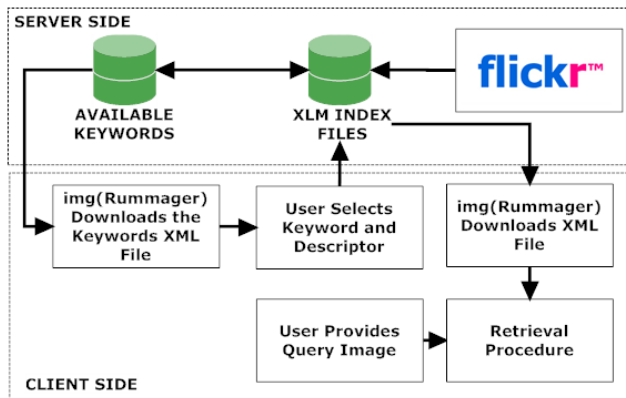 SERVER SIDE
flickr™
AVAILABLE
KEYWORDS
XLM INDEX
FILES
img(Rummager)
Downloads the
Keywords XML
File
User Selects
Keyword and
Descriptor
img(Rummager)
Downloads XML
File
User Provides
Query Image
Retrieval
Procedure
CLIENT SIDE